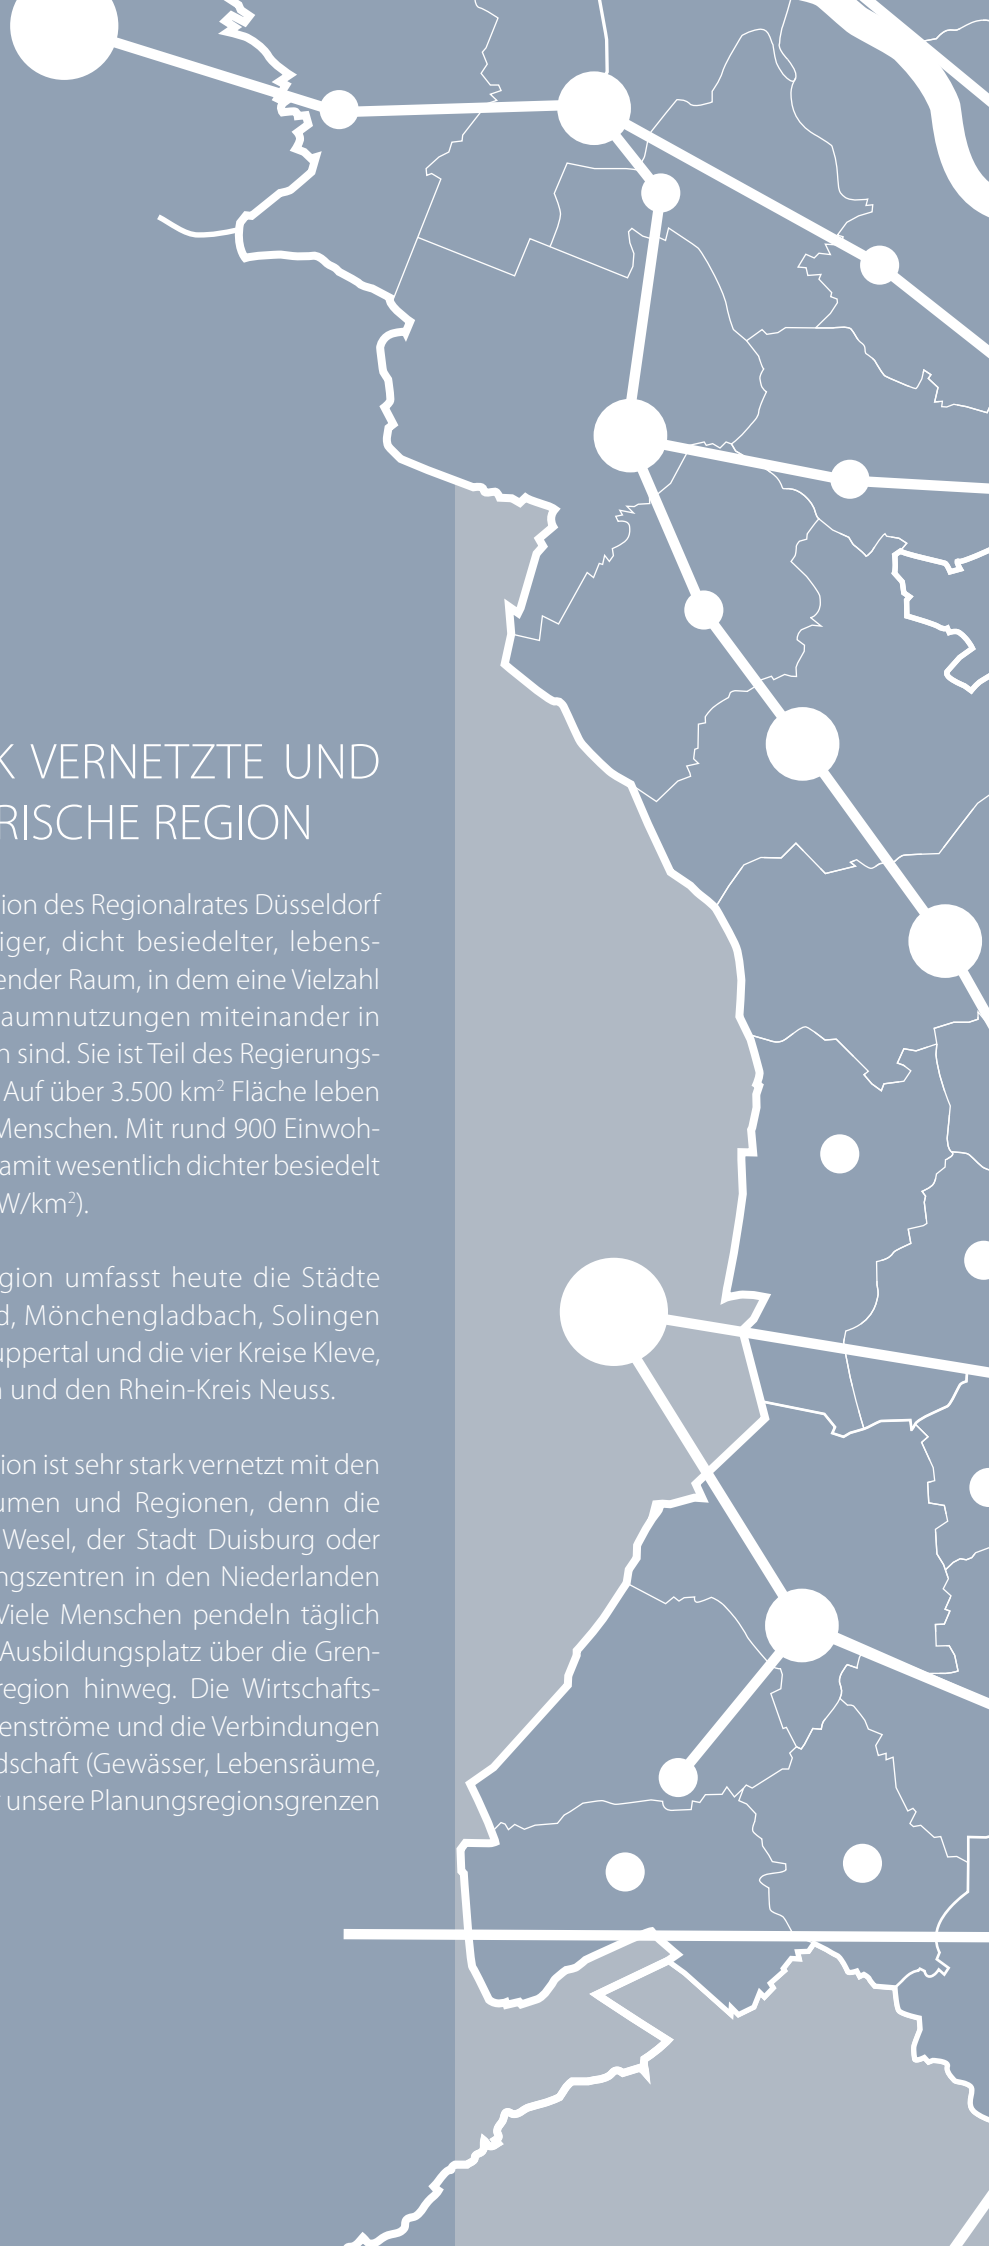 K VERNETZTE UND
RISCHE REGION
ion des Regionalrates Düsseldorf
iger, dicht besiedelter, lebens-
ender Raum, in dem eine Vielzahl
aumnutzungen miteinander in
n sind. Sie ist Teil des Regierungs-
Auf über 3.500 km² Fläche leben
Menschen. Mit rund 900 Einwoh-
amit wesentlich dichter besiedelt
W/km²).
gion umfasst heute die Städte
d, Mönchengladbach, Solingen
uppertal und die vier Kreise Kleve,
n und den Rhein-Kreis Neuss.
ion ist sehr stark vernetzt mit den
umen und Regionen, denn die
Wesel, der Stadt Duisburg oder
ngszentren in den Niederlanden
Viele Menschen pendeln täglich
Ausbildungsplatz über die Gren-
region hinweg. Die Wirtschafts-
enströme und die Verbindungen
dschaft (Gewässer, Lebensräume,
r unsere Planungsregionsgrenzen